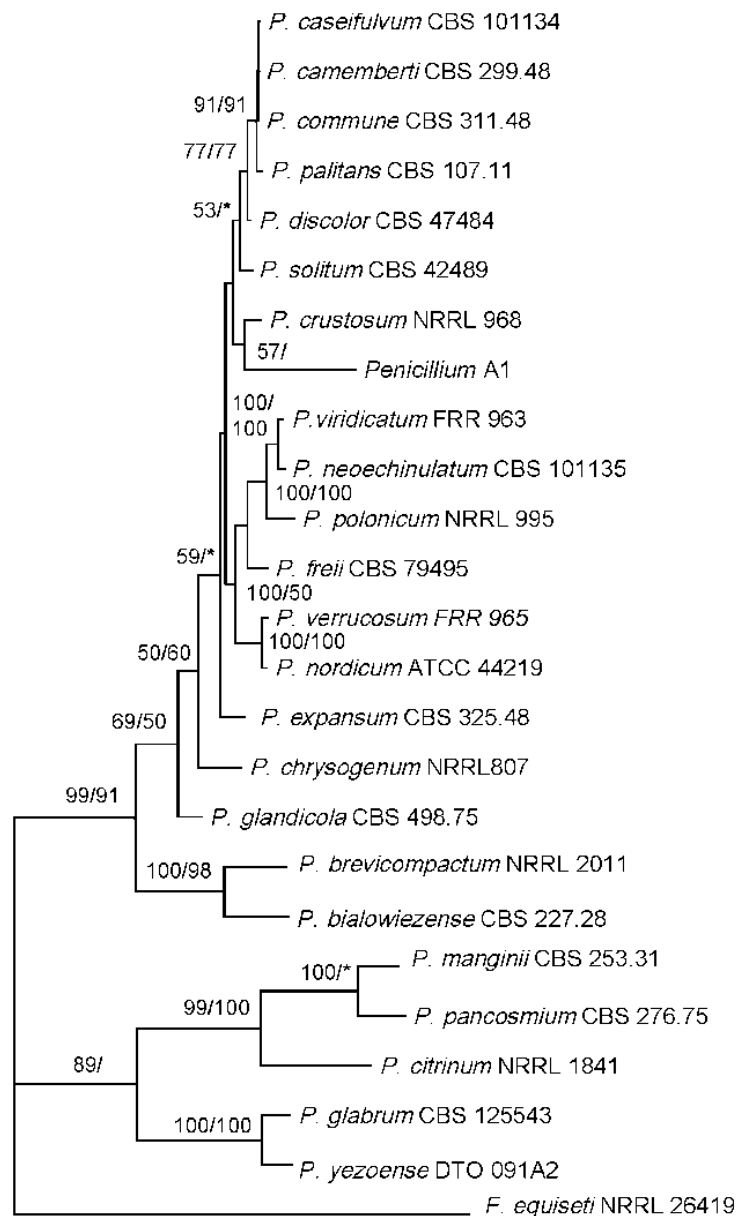 P. caseifulvum CBS 101134
P. camemberti CBS 299.48
91/91
P. commune CBS 311.48
77/77
P. palitans CBS 107.11
53/*
P. discolor CBS 47484
P. solitum CBS 42489
P. crustosum NRRL 968
57/
Penicillium A1
100/
100
P. viridicatum FRR 963
P. neoechinulatum CBS 101135
100/100
P. polonicum NRRL 995
59/*
P. freii CBS 79495
100/50
P. verrucosum FRR 965
100/100
50/60
P. nordicum ATCC 44219
69/50
P. expansum CBS 325.48
P. chrysogenum NRRL807
99/91
P. glandicola CBS 498.75
100/98
P. brevicompactum NRRL 2011
P. bialowiezense CBS 227.28
100/*
P. manginii CBS 253.31
99/100
P. pancosmium CBS 276.75
89/
P. citrinum NRRL 1841
100/100
P. glabrum CBS 125543
P. yezoense DTO 091A2
F. equiseti NRRL 26419